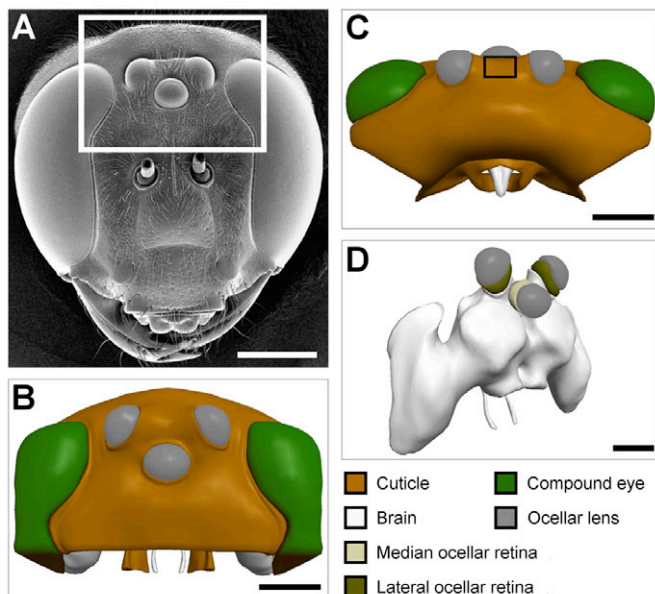 A
B
C
D
Cuticle
Compound eye
Brain
Ocellar lens
Median ocellar retina
Lateral ocellar retina